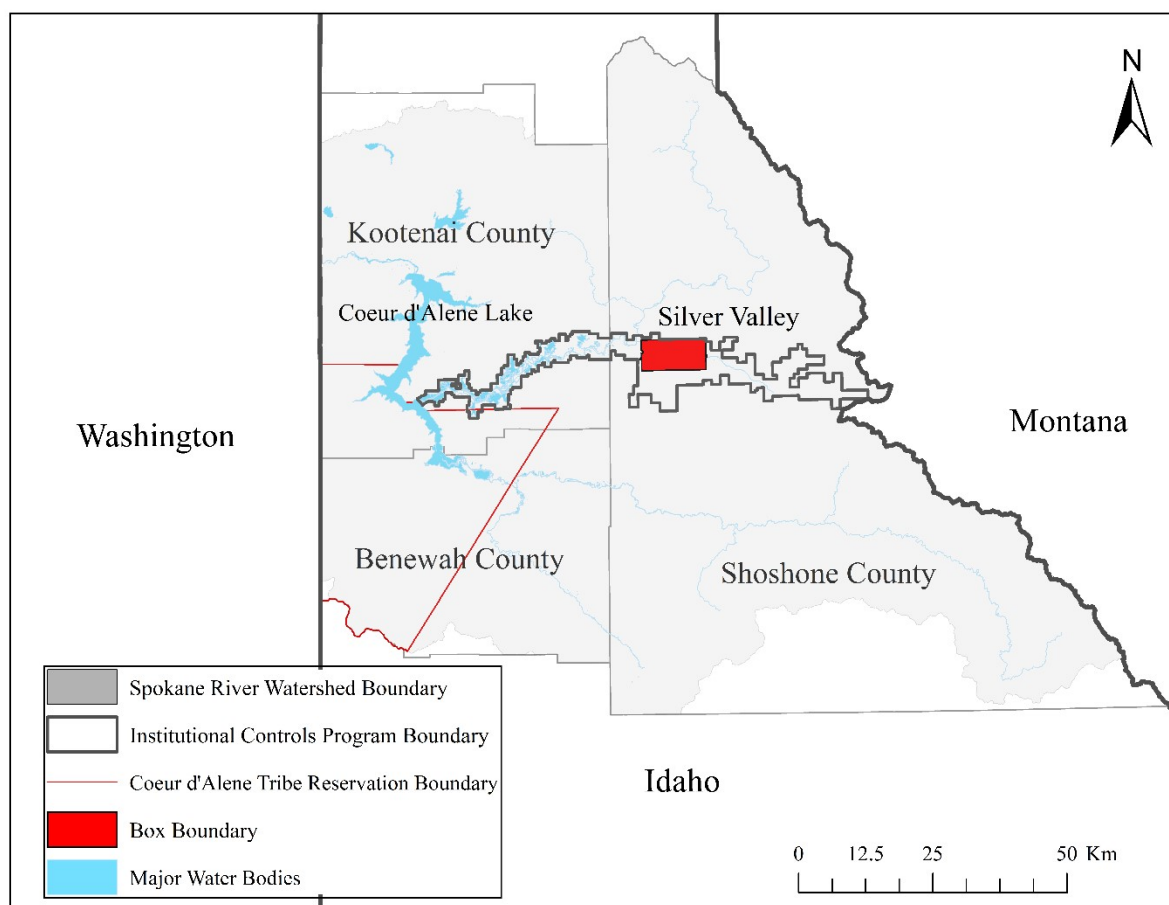 N
Kootenai County
Coeur d'Alene Lake
Silver Valley
Washington
Montana
Benewah County
Shoshone County
Idaho
Spokane River Watershed Boundary
Institutional Controls Program Boundary
Coeur d'Alene Tribe Reservation Boundary
Box Boundary
Major Water Bodies
0 12.5 25 50 Km